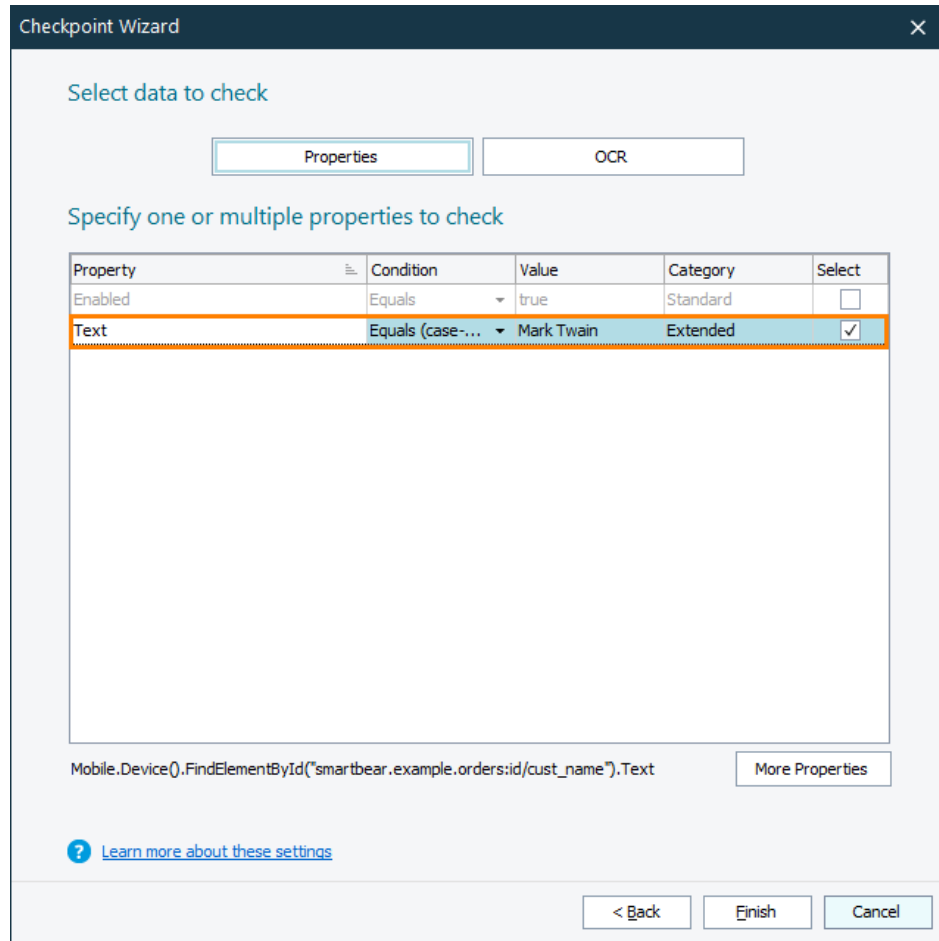 Checkpoint Wizard
Select data to check
Properties OCR
Specify one or multiple properties to check
Property Condition Value Category Select
Enabled Equals true Standard
Text Equals (case-... Mark Twain Extended
Mobile.Device().FindElementById("smartbear.example.orders:id/cust_name").Text More Properties
? Learn more about these settings
< Back Finish Cancel